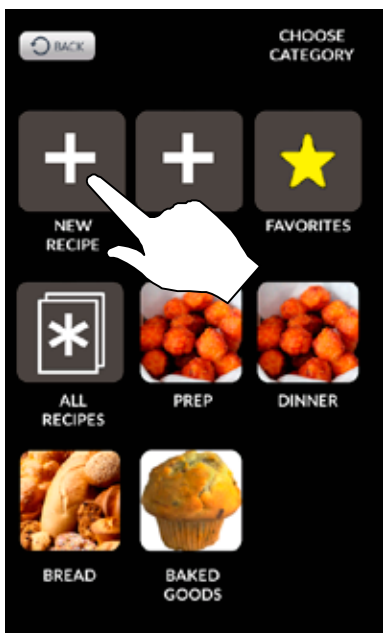 BACK
CHOOSE
CATEGORY
NEW
RECIPE
FAVORITES
ALL
RECIPES
PREP
DINNER
BREAD
BAKED
GOODS